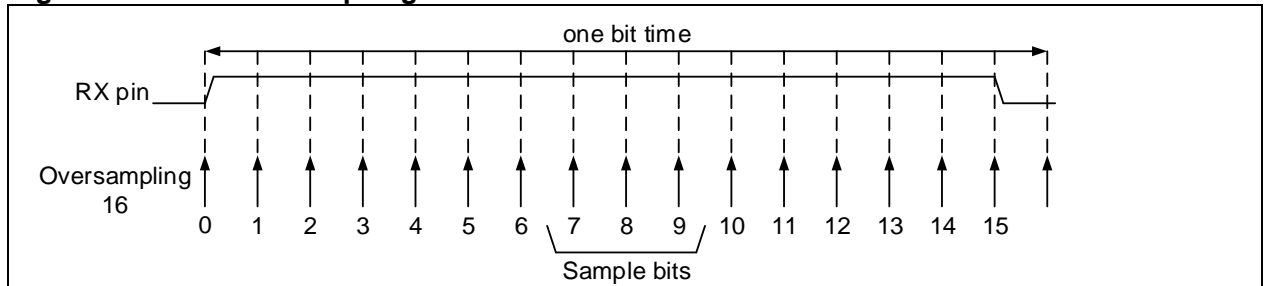 one bit time
RX pin
Oversampling
16
0 1 2 3 4 5 6 7 8 9 10 11 12 13 14 15
Sample bits